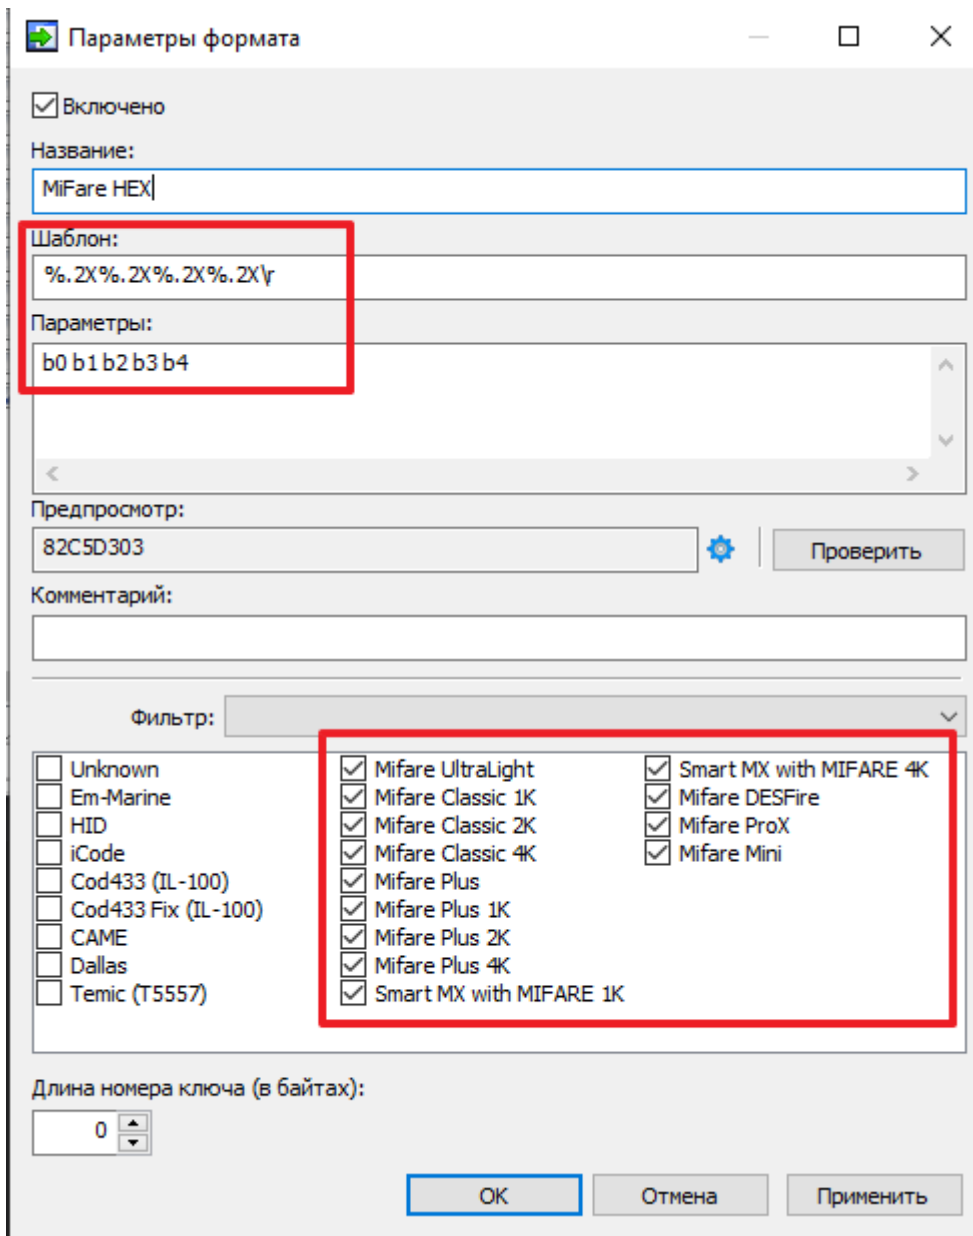 Параметры формата
Включено
Название:
MiFare HEX
Шаблон:
%.2X%.2X%.2X%.2X\r
Параметры:
b0 b1 b2 b3 b4
Предпросмотр:
82C5D303
Проверить
Комментарий:
Фильтр:
Unknown
Em-Marine
HID
iCode
Cod433 (IL-100)
Cod433 Fix (IL-100)
CAME
Dallas
Temic (T5557)
Mifare UltraLight
Mifare Classic 1K
Mifare Classic 2K
Mifare Classic 4K
Mifare Plus
Mifare Plus 1K
Mifare Plus 2K
Mifare Plus 4K
Smart MX with MIFARE 1K
Smart MX with MIFARE 4K
Mifare DESFire
Mifare ProX
Mifare Mini
Длина номера ключа (в байтах):
0
OK
Отмена
Применить